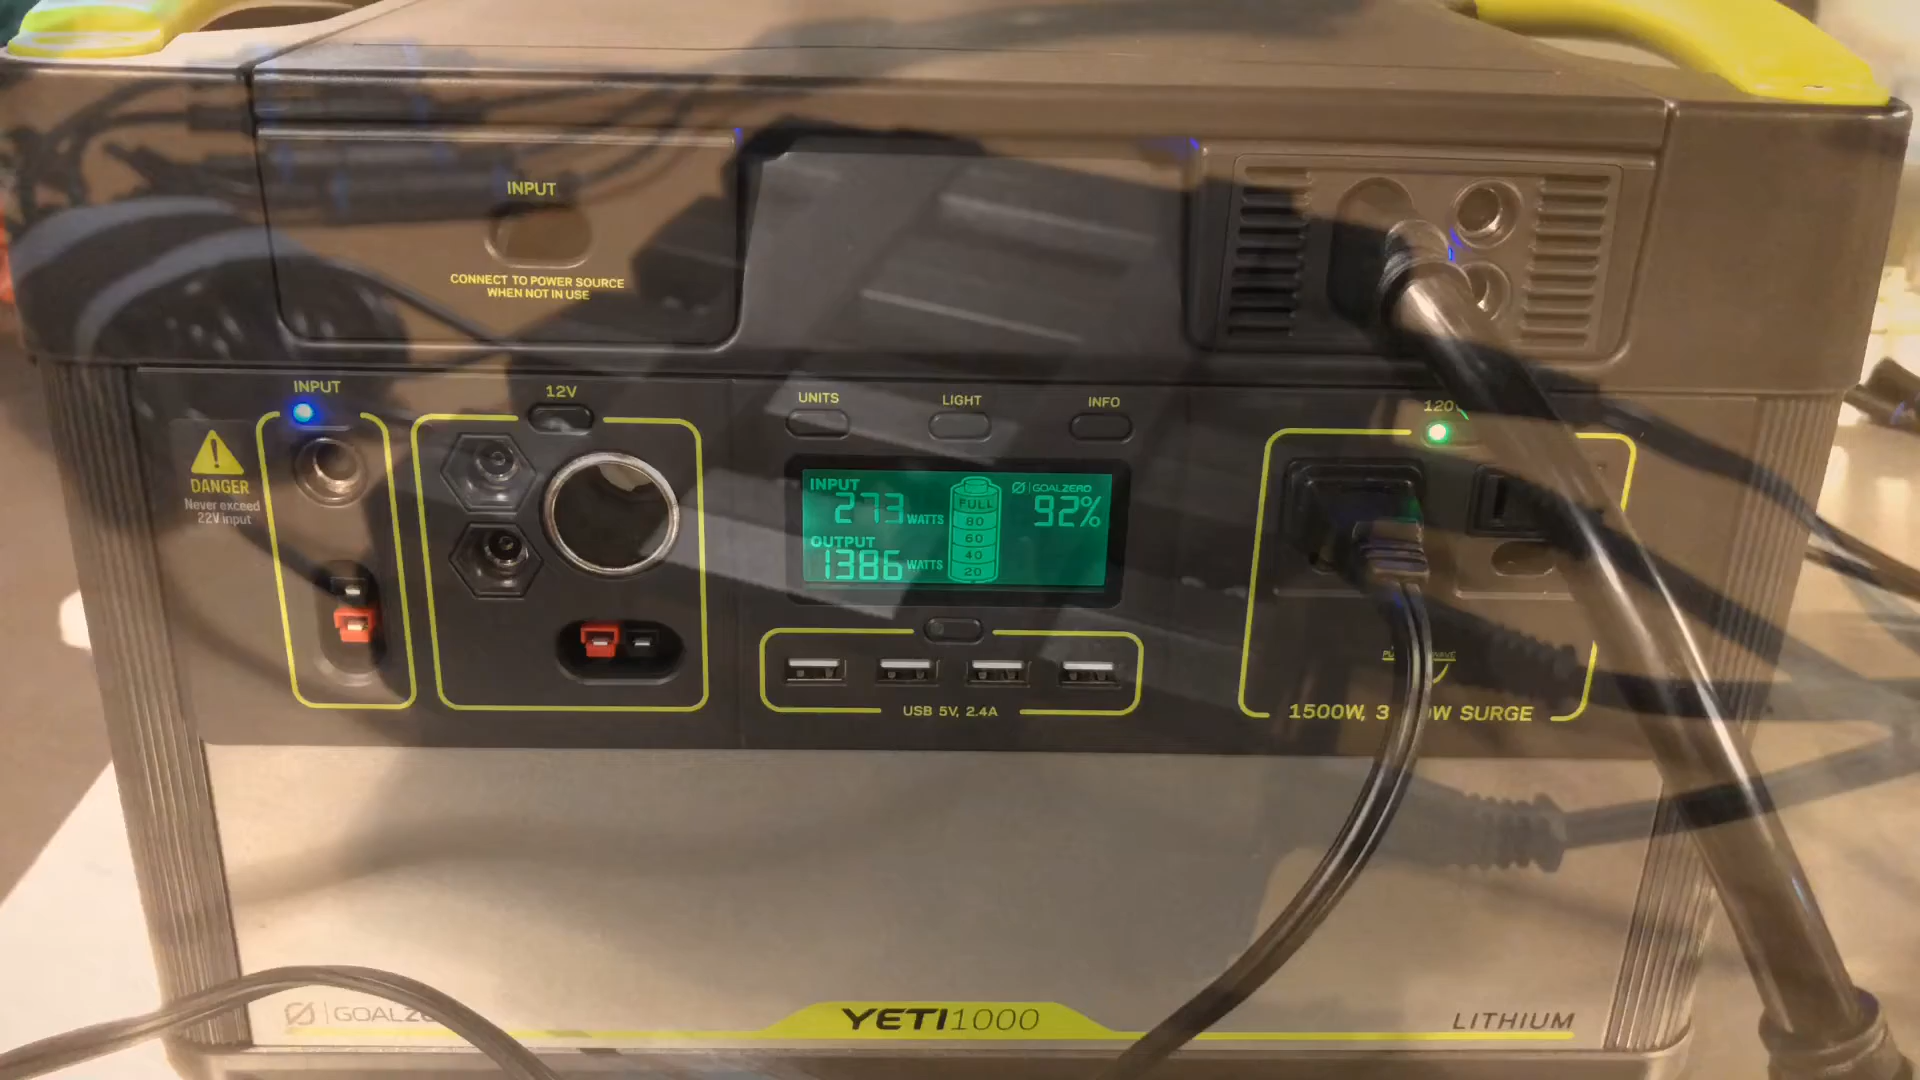 INPUT
CONNECT TO POWER SOURCE
WHEN NOT IN USE
INPUT
12V
UNITS
LIGHT
INFO
DANGER
Never exceed
22V input
INPUT
273 WATTS
OUTPUT
1386 WATTS
FULL
80
60
40
20
GOALZERO
92%
USB 5V, 2.4A
1500W, 3 W SURGE
GOALZE
YETI1000
LITHIUM